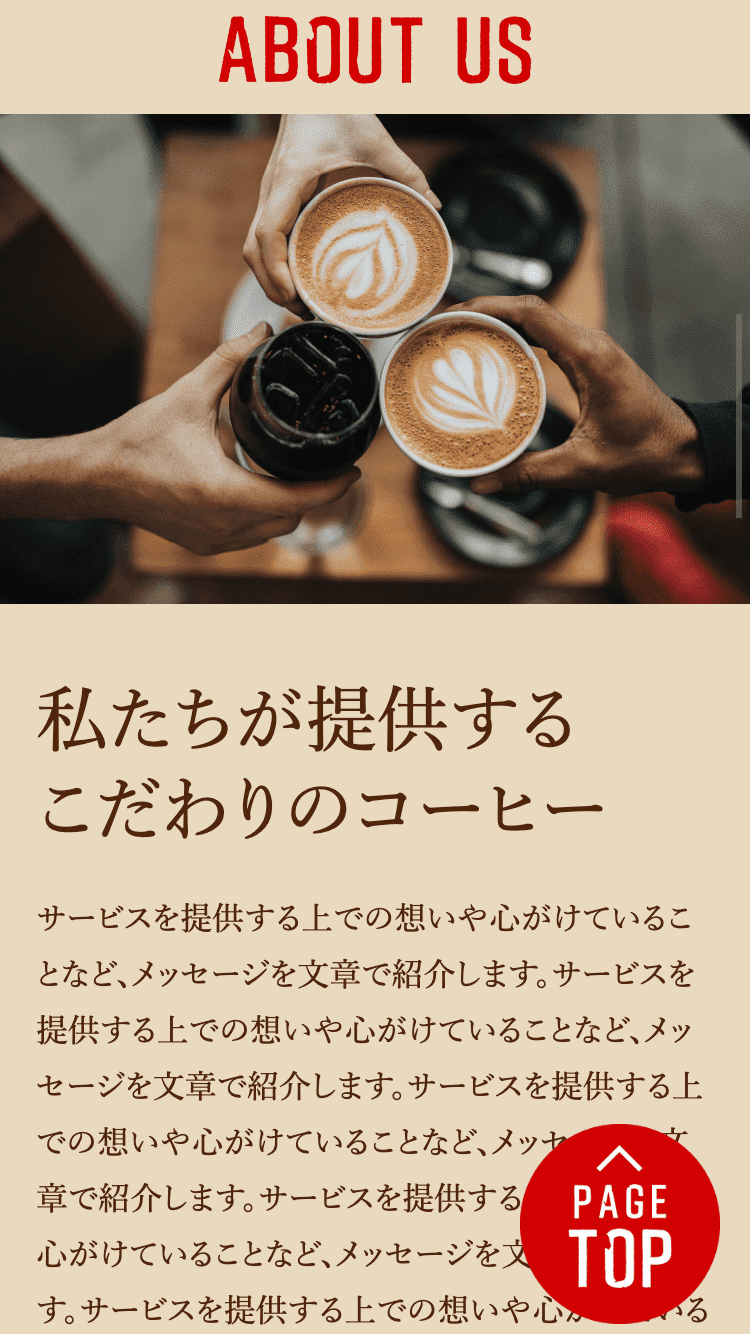 ABOUT US
私たちが提供する
こだわりのコーヒー
サービスを提供する上での想いや心がけているこ
となど、メッセージを文章で紹介します。サービスを
提供する上での想いや心がけていることなど、メッ
セージを文章で紹介します。サービスを提供する上
での想いや心がけていることなど、メッセ 文
章で紹介します。サービスを提供する
心がけていることなど、メッセージを文
す。サービスを提供する上での想いや心が いる
PAGE
TOP